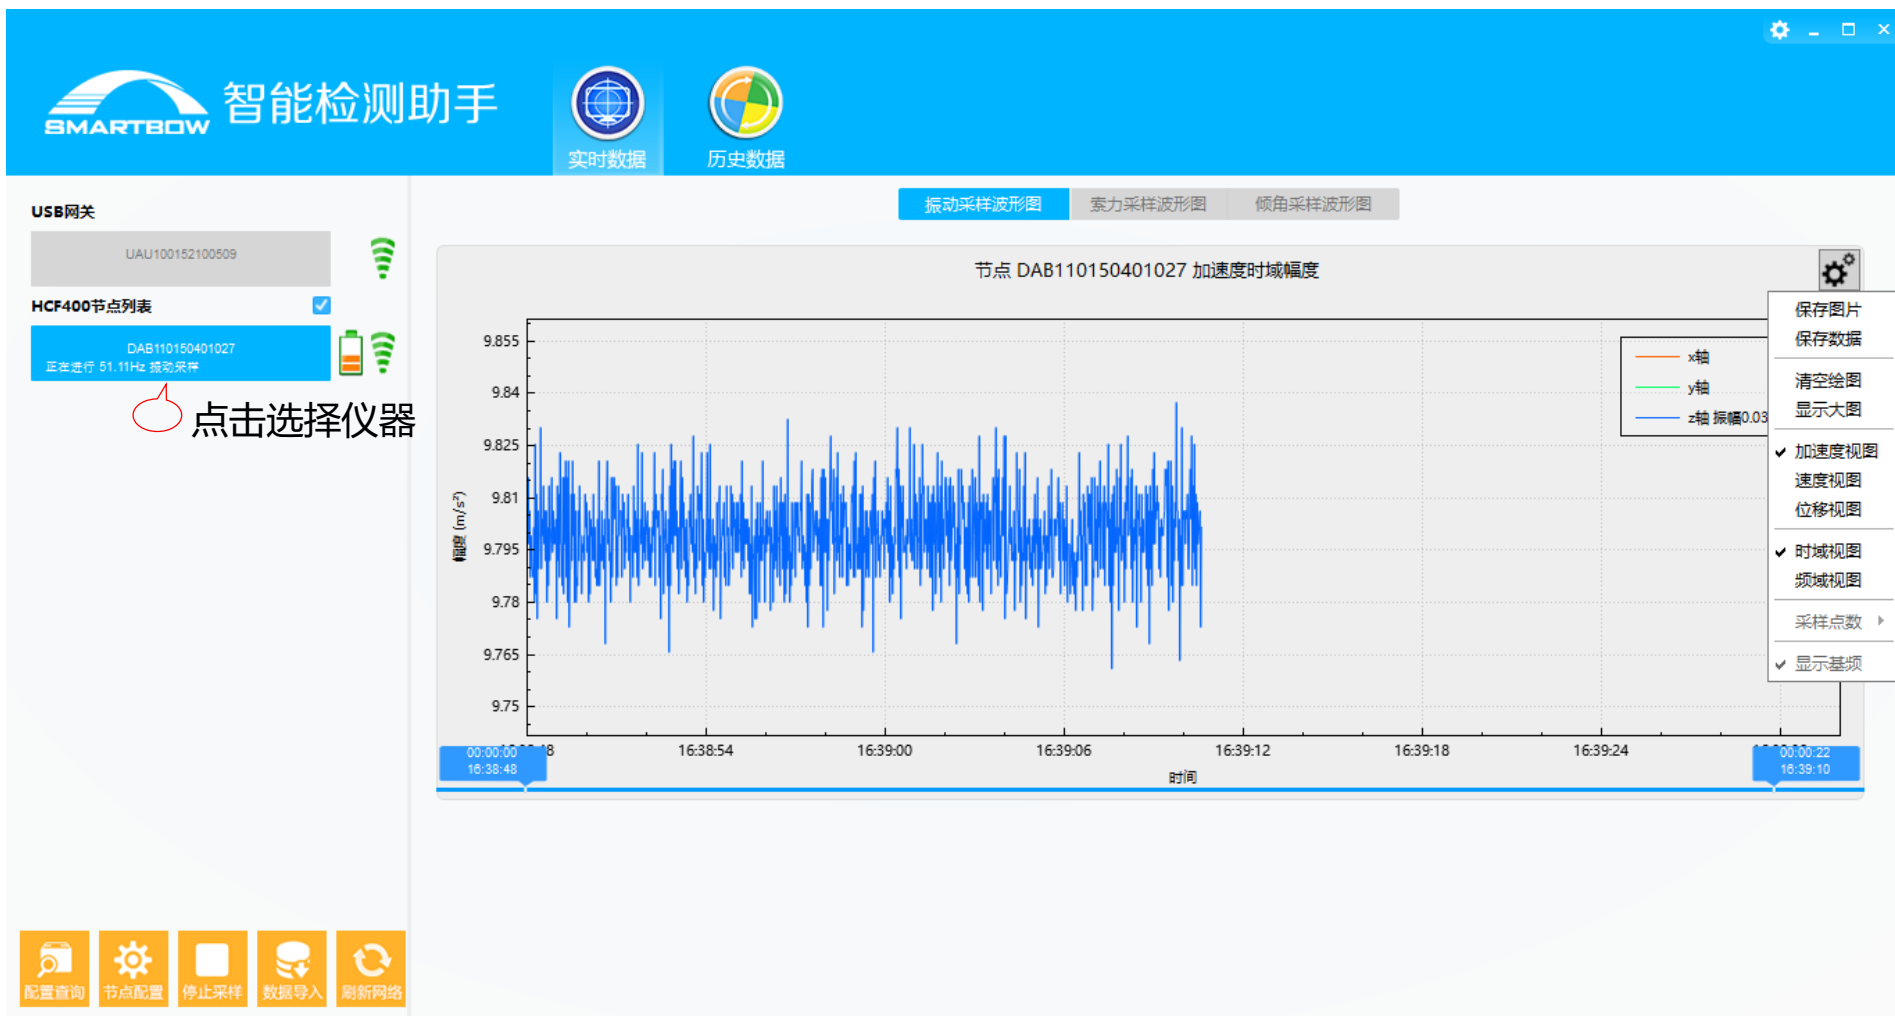 SMARTBOW
智能检测助手
实时数据
历史数据
USB网关
UAU100152100509
HCF400节点列表
DAB110150401027
正在进行 51.11Hz 振动采样
点击选择仪器
振动采样波形图
索力采样波形图
倾角采样波形图
节点 DAB110150401027 加速度时域幅度
保存图片
保存数据
清空绘图
显示大图
加速度视图
速度视图
位移视图
时域视图
频域视图
采样点数
显示基频
x轴
y轴
z轴 振幅0.03
9.855
9.84
9.825
9.81
9.795
9.78
9.765
9.75
幅度 (m/s²)
16:38:54
16:39:00
16:39:06
16:39:12
16:39:18
16:39:24
00:00:00
16:38:48
00:00:22
16:39:10
时间
配置查询
节点配置
停止采样
数据导入
刷新网络